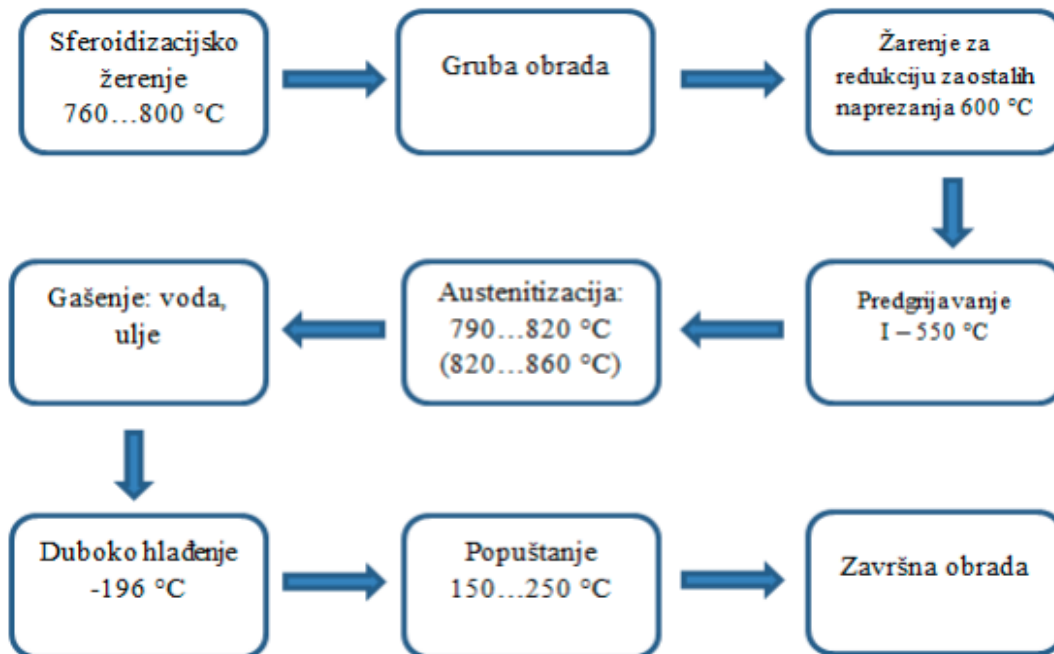 Sferoidizacijsko
žerenje
760…800 °C
Gruba obrada
Žarenje za
redukciju zaostalih
naprezanja 600 °C
Predgrijavanje
I – 550 °C
Austenitizacija:
790…820 °C
(820…860 °C)
Gašenje: voda,
ulje
Duboko hlađenje
-196 °C
Popuštanje
150…250 °C
Završna obrada